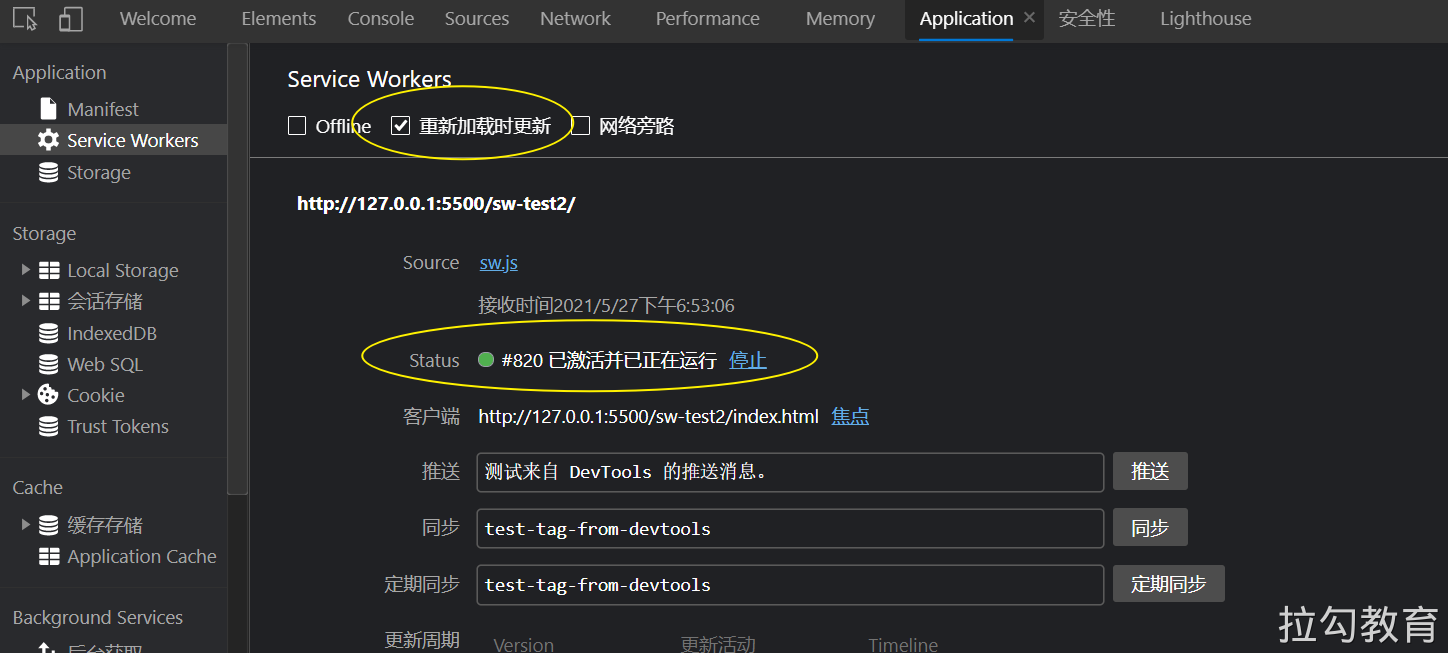 Welcome Elements Console Sources Network Performance Memory Application 安全性 Lighthouse
Application
Manifest
Service Workers
Storage
Storage
Local Storage
会话存储
IndexedDB
Web SQL
Cookie
Trust Tokens
Cache
缓存存储
Application Cache
Background Services
后台获取
Service Workers
Offline 重新加载时更新 网络旁路
http://127.0.0.1:5500/sw-test2/
Source sw.js
接收时间2021/5/27下午6:53:06
Status #820 已激活并已正在运行 停止
客户端 http://127.0.0.1:5500/sw-test2/index.html 焦点
推送 测试来自 DevTools 的推送消息。 推送
同步 test-tag-from-devtools 同步
定期同步 test-tag-from-devtools 定期同步
更新周期 Version 更新活动 Timeline
拉勾教育